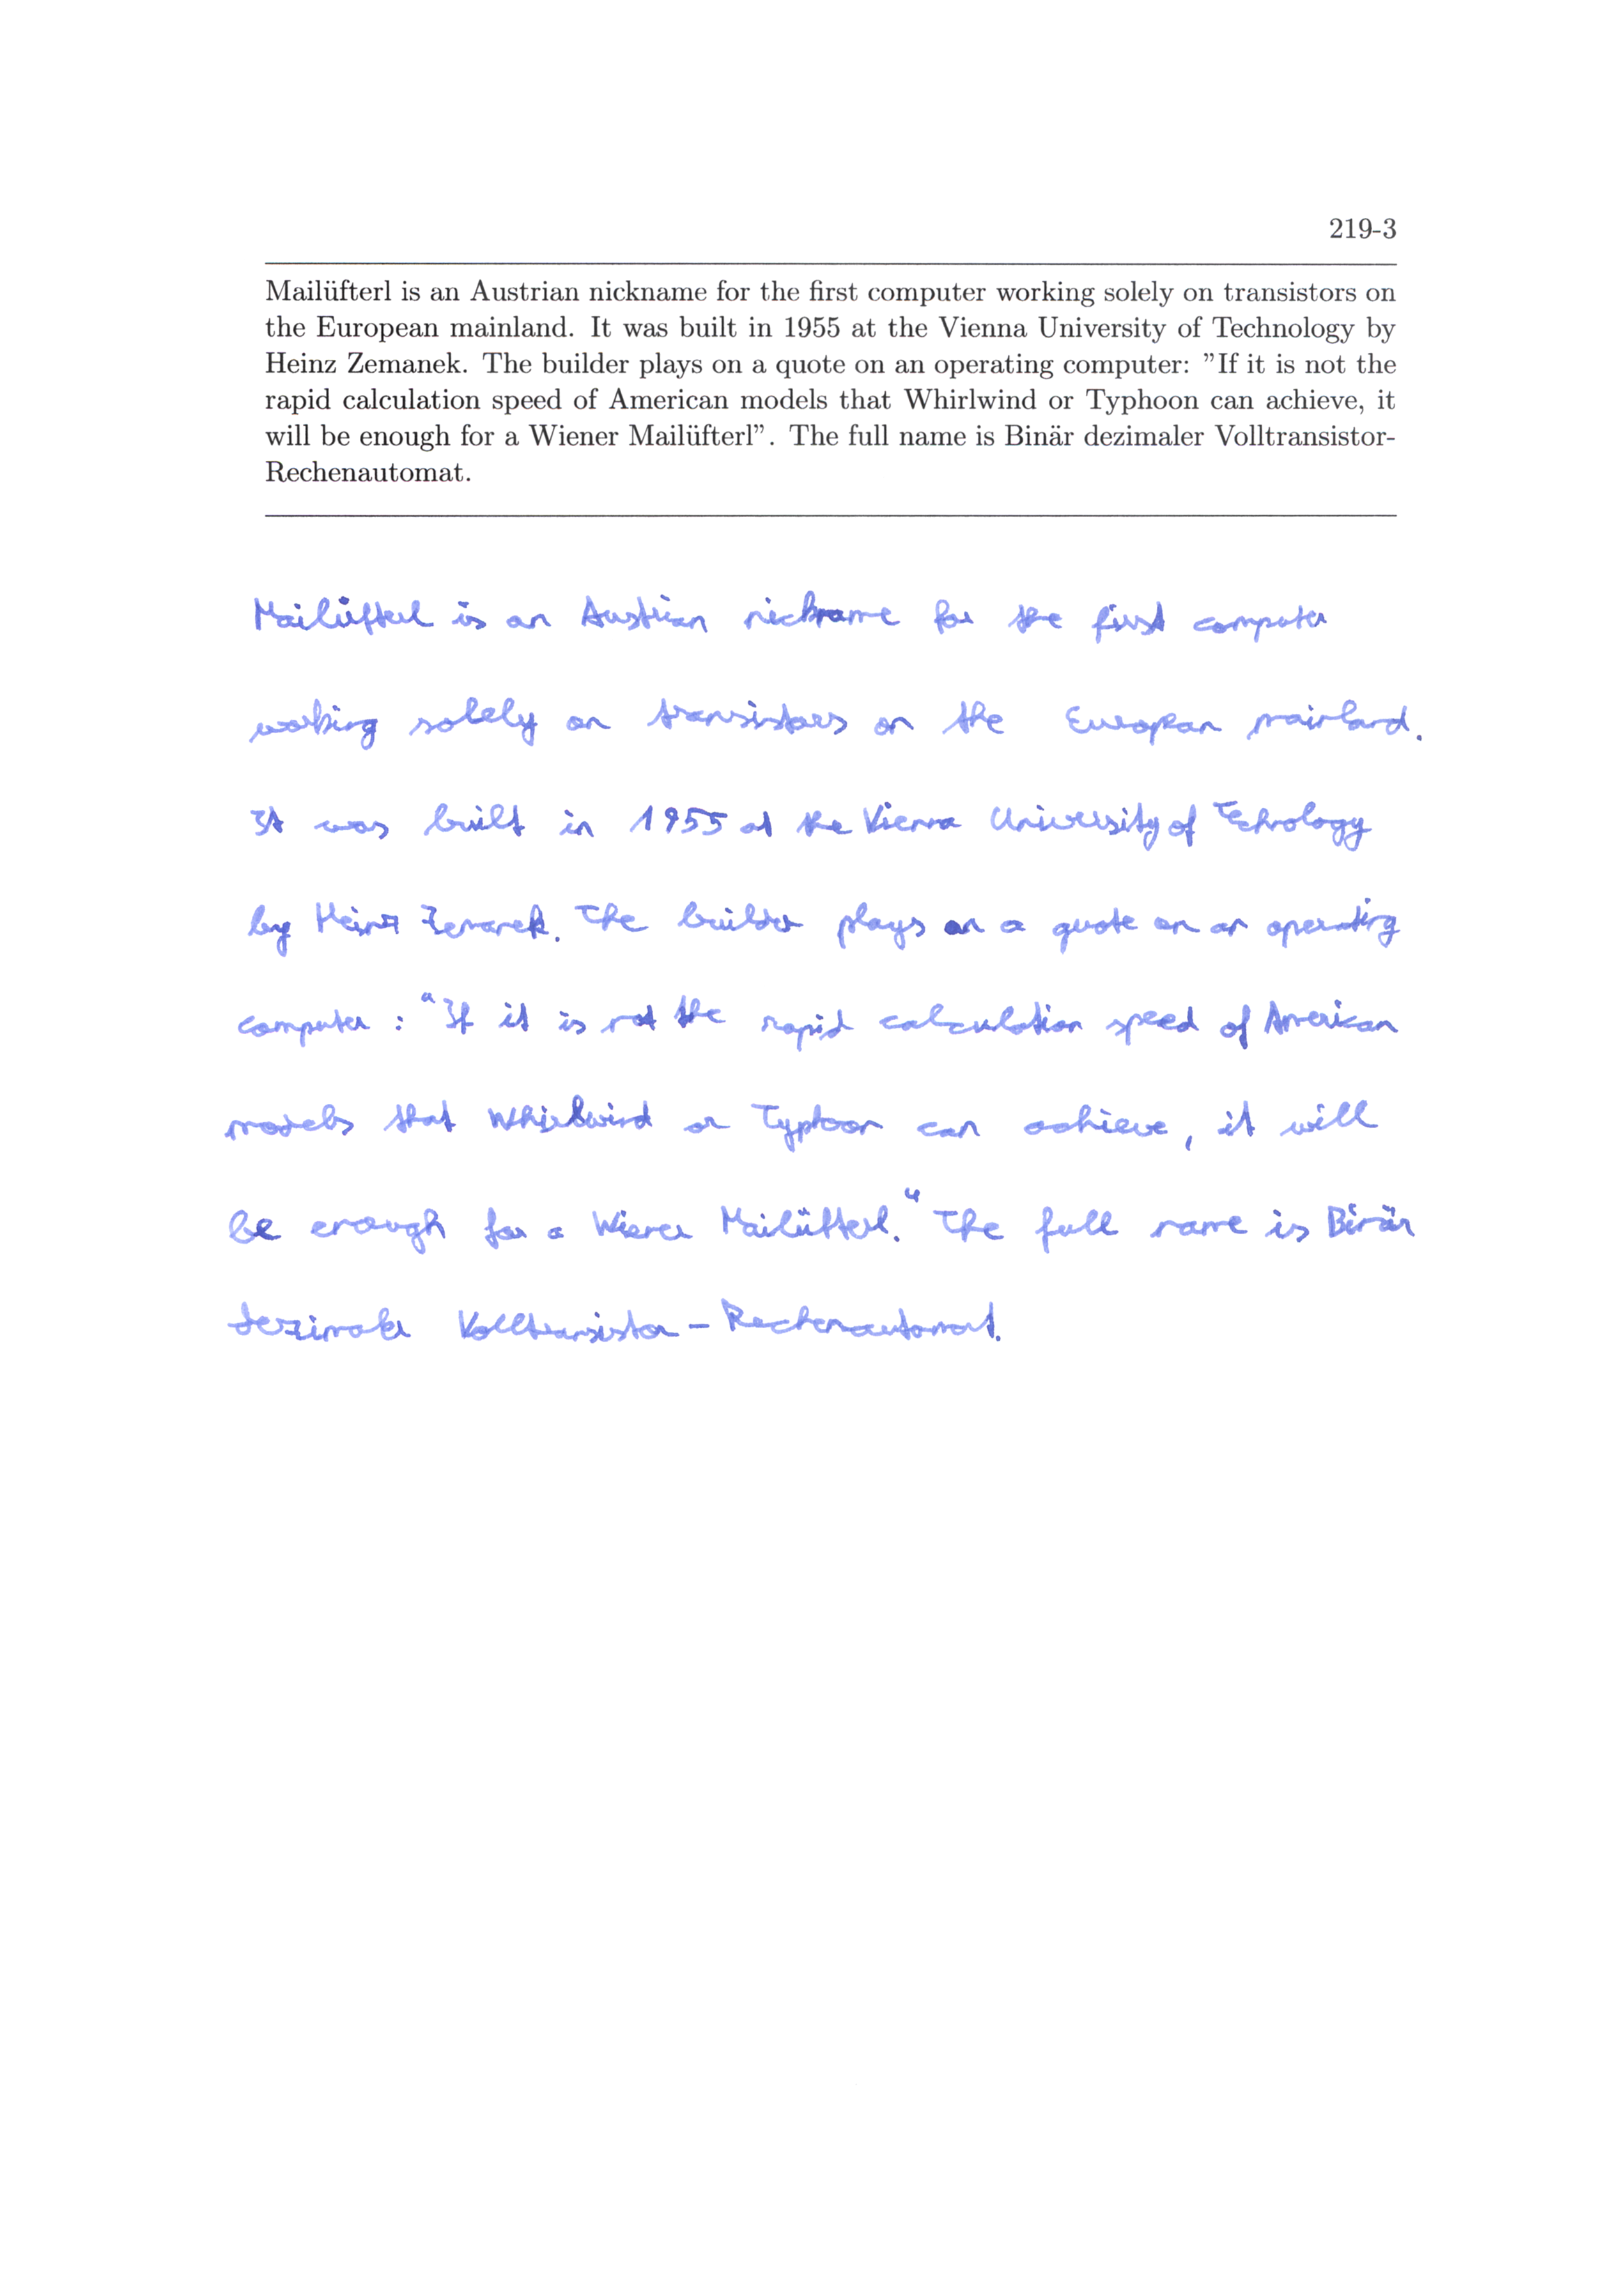 219-3
Mailüfterl is an Austrian nickname for the first computer working solely on transistors on
the European mainland. It was built in 1955 at the Vienna University of Technology by
Heinz Zemanek. The builder plays on a quote on an operating computer: ”If it is not the
rapid calculation speed of American models that Whirlwind or Typhoon can achieve, it
will be enough for a Wiener Mailüfterl”. The full name is Binär dezimaler Volltransistor-
Rechenautomat.
Mailüfterl is an Austrian nickname for the first computer
working solely on transistors on the European mainland.
It was built in 1955 at the Vienna University of Technology
by Heinz Zemanek. The builder plays on a quote on an operating
computer : "If it is not the rapid calculation speed of American
models that Whirlwind or Typhoon can achieve, it will
be enough for a Wiener Mailüfterl." The full name is Binär
dezimaler Volltransistor-Rechenautomat.